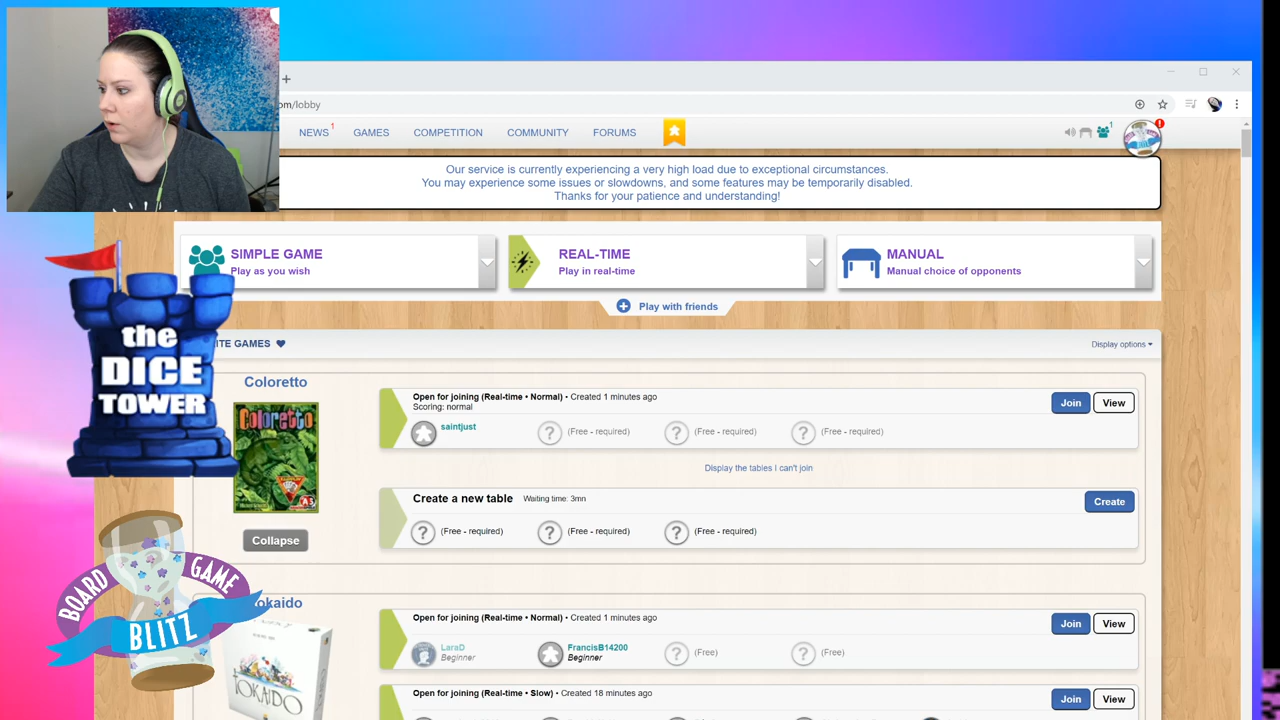 om/lobby
NEWS 1
GAMES
COMPETITION
COMMUNITY
FORUMS
1
!
Our service is currently experiencing a very high load due to exceptional circumstances.
You may experience some issues or slowdowns, and some features may be temporarily disabled.
Thanks for your patience and understanding!
SIMPLE GAME
Play as you wish
REAL-TIME
Play in real-time
MANUAL
Manual choice of opponents
Play with friends
the
DICE
TOWER
ITE GAMES
Display options
Coloretto
Coloretto
Open for joining (Real-time • Normal) • Created 1 minutes ago
Scoring: normal
saintjust
? (Free - required)
? (Free - required)
? (Free - required)
Join
View
Display the tables I can't join
Create a new table
Waiting time: 3mn
Create
? (Free - required)
? (Free - required)
? (Free - required)
Collapse
BOARD
GAME
BLITZ
okaido
TOKAIDO
Open for joining (Real-time • Normal) • Created 1 minutes ago
LaraD
Beginner
FrancisB14200
Beginner
? (Free)
? (Free)
Join
View
Open for joining (Real-time • Slow) • Created 18 minutes ago
Join
View